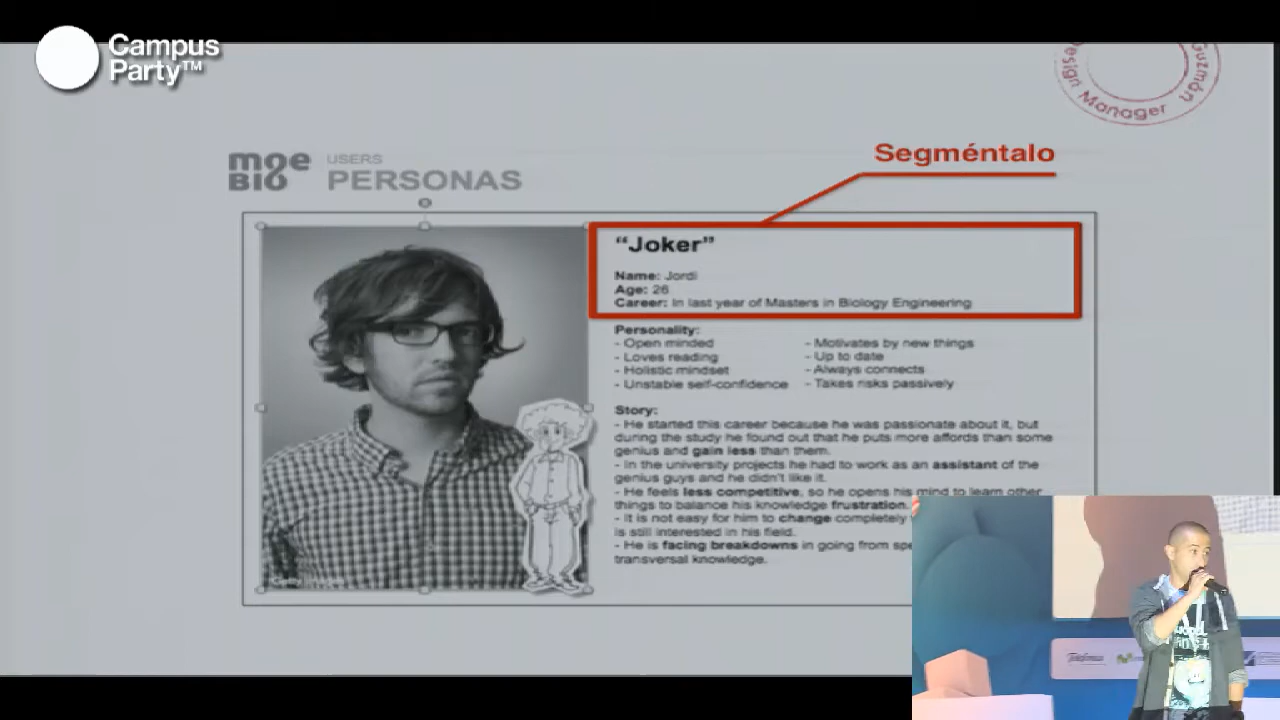 Campus
Party™
Design Manager
Guzmán
Segméntalo
moe
BIO
USERS
PERSONAS
“Joker”
Name: Jordi
Age: 26
Career: In last year of Masters in Biology Engineering
Personality:
- Open minded
- Loves reading
- Holistic mindset
- Unstable self-confidence
- Motivates by new things
- Up to date
- Always connects
- Takes risks passively
Story:
- He started this career because he was passionate about it, but
during the study he found out that he puts more affords than some
genius and gain less than them.
- In the university projects he had to work as an assistant of the
genius guys and he didn't like it.
- He feels less competitive, so he opens his mind to learn other
things to balance his knowledge frustration.
- It is not easy for him to change completely
is still interested in his field.
- He is facing breakdowns in going from spe
transversal knowledge.
Getty Images
Telefónica